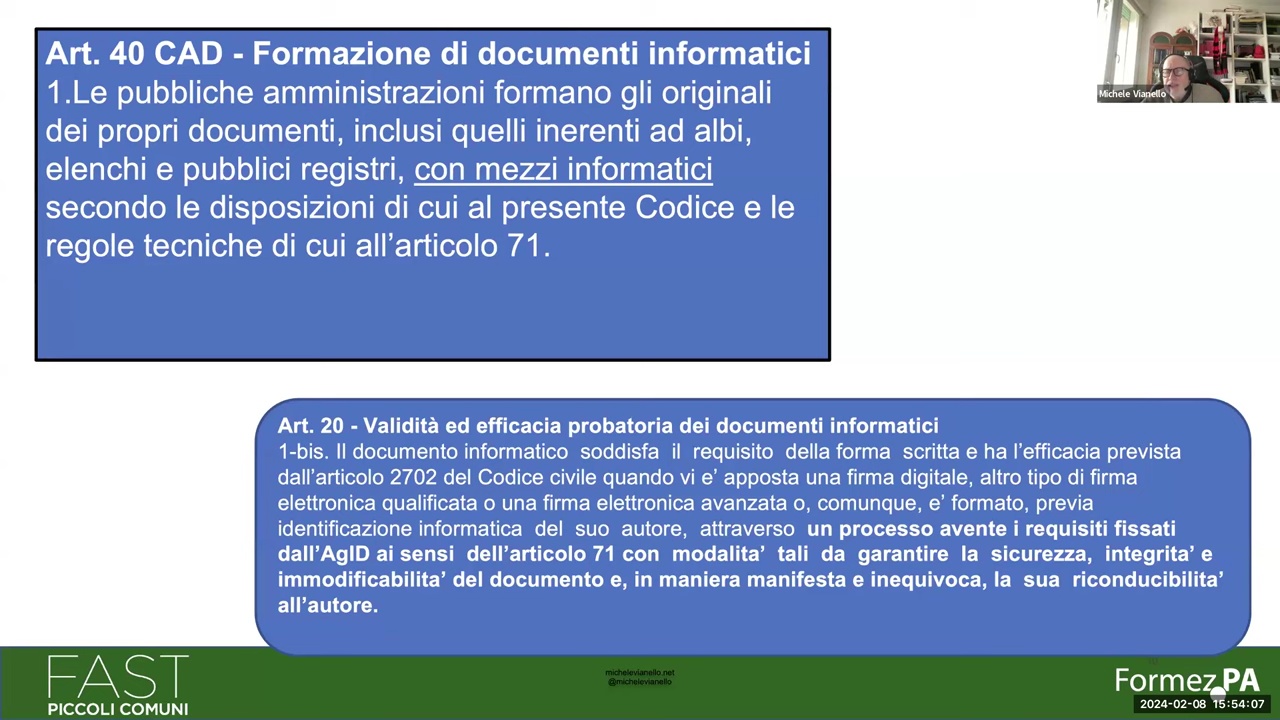 Art. 40 CAD - Formazione di documenti informatici
1.Le pubbliche amministrazioni formano gli originali
dei propri documenti, inclusi quelli inerenti ad albi,
elenchi e pubblici registri, con mezzi informatici
secondo le disposizioni di cui al presente Codice e le
regole tecniche di cui all’articolo 71.
Michele Vianello
Art. 20 - Validità ed efficacia probatoria dei documenti informatici
1-bis. Il documento informatico soddisfa il requisito della forma scritta e ha l’efficacia prevista
dall’articolo 2702 del Codice civile quando vi e’ apposta una firma digitale, altro tipo di firma
elettronica qualificata o una firma elettronica avanzata o, comunque, e’ formato, previa
identificazione informatica del suo autore, attraverso un processo avente i requisiti fissati
dall’AgID ai sensi dell’articolo 71 con modalita’ tali da garantire la sicurezza, integrita’ e
immodificabilita’ del documento e, in maniera manifesta e inequivoca, la sua riconducibilita’
all’autore.
FAST
PICCOLI COMUNI
michelevianello.net
@michelevianello
FormezPA
2024-02-08 15:54:07